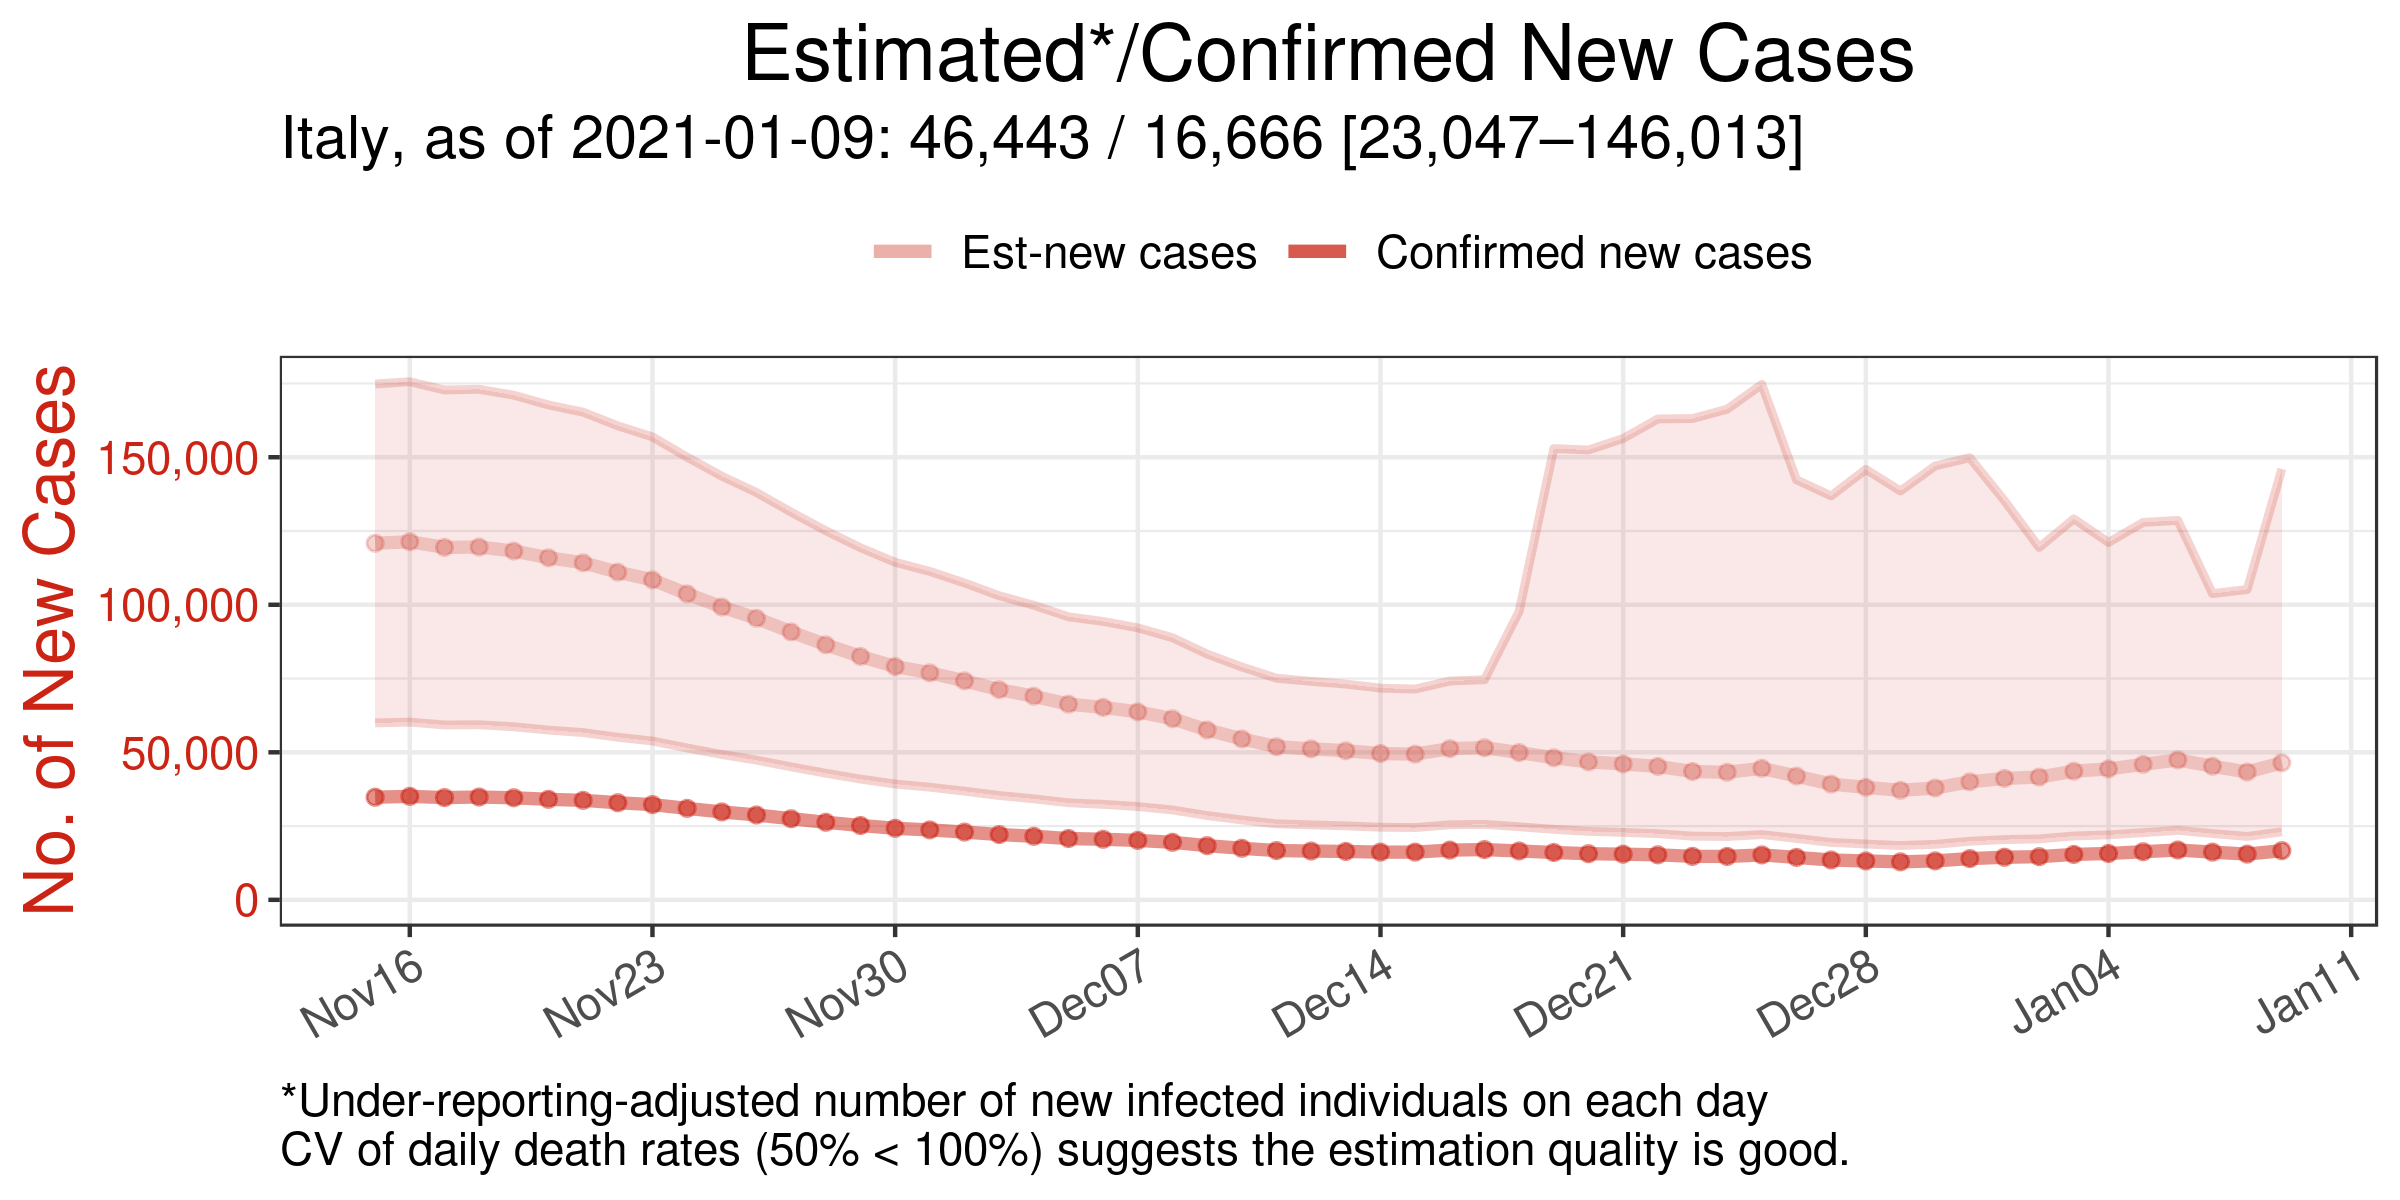 Estimated*/Confirmed New Cases
Italy, as of 2021-01-09: 46,443 / 16,666 [23,047–146,013]
Est-new cases Confirmed new cases
No. of New Cases
150,000
100,000
50,000
0
Nov16 Nov23 Nov30 Dec07 Dec14 Dec21 Dec28 Jan04 Jan11
*Under-reporting-adjusted number of new infected individuals on each day
CV of daily death rates (50% < 100%) suggests the estimation quality is good.